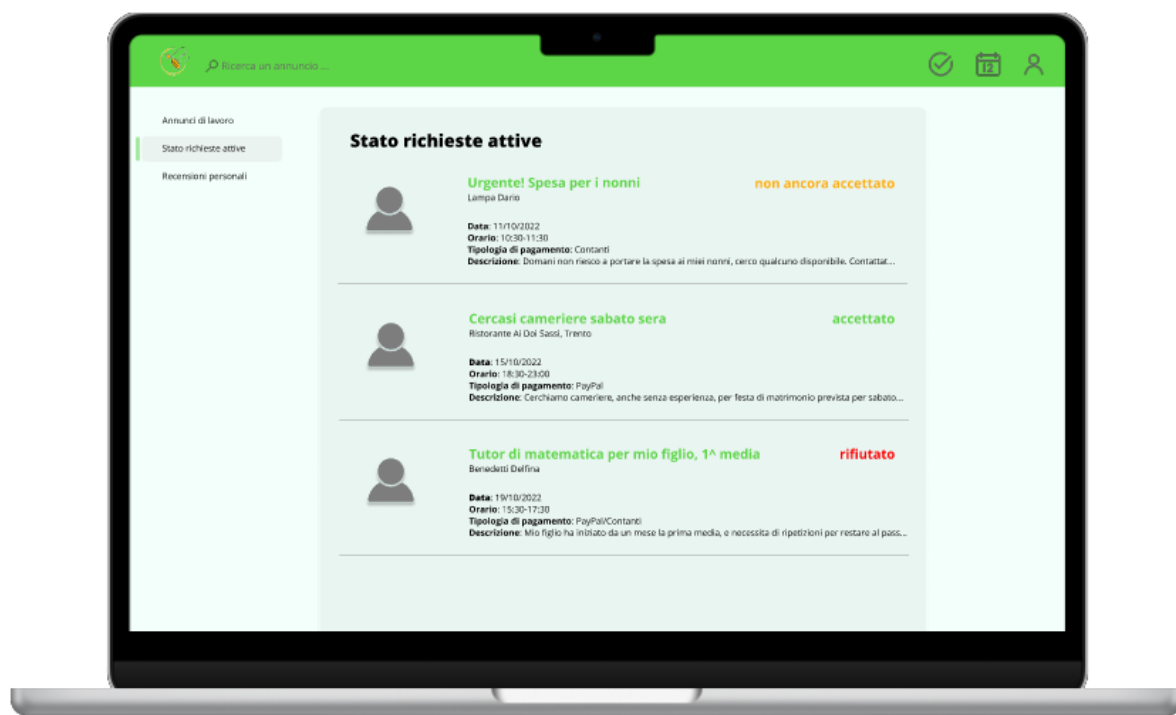 Ricerca un annuncio ...
12
Annunci di lavoro
Stato richieste attive
Recensioni personali
Stato richieste attive
Urgente! Spesa per i nonni
non ancora accettato
Lampa Dario
Data: 11/10/2022
Orario: 10:30-11:30
Tipologia di pagamento: Contanti
Descrizione: Domani non riesco a portare la spesa ai miei nonni, cerco qualcuno disponibile. Contattat...
Cercasi cameriere sabato sera
accettato
Ristorante Ai Doi Sassi, Trento
Data: 15/10/2022
Orario: 18:30-23:00
Tipologia di pagamento: PayPal
Descrizione: Cerchiamo cameriere, anche senza esperienza, per festa di matrimonio prevista per sabato...
Tutor di matematica per mio figlio, 1^ media
rifiutato
Benedetti Delfina
Data: 19/10/2022
Orario: 15:30-17:30
Tipologia di pagamento: PayPal/Contanti
Descrizione: Mio figlio ha iniziato da un mese la prima media, e necessita di ripetizioni per restare al pass...